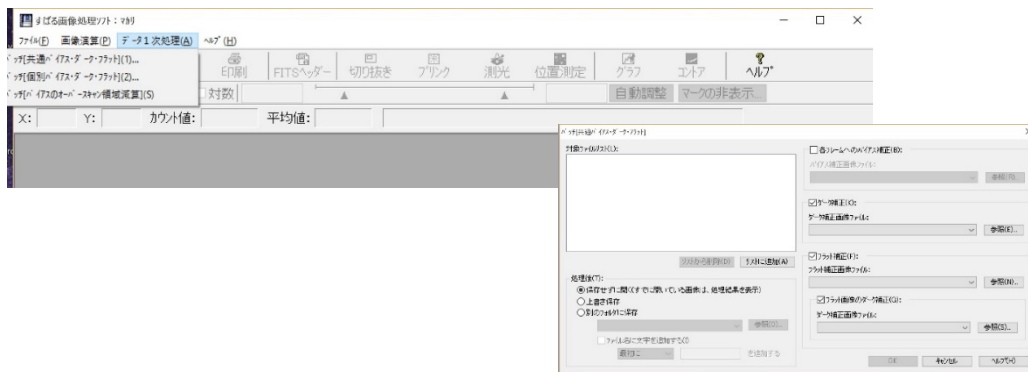 すばる画像処理ソフト：マカリ
ファイル(F) 画像演算(P) データ１次処理(A) ヘルプ(H)
バッチ[共通バイアス・ダーク・フラット](1)...
バッチ[個別バイアス・ダーク・フラット](2)...
バッチ[バイアスのオーバースキャン領域減算](S)
印刷 FITSヘッダー 切り抜き ブリンク 測光 位置測定 グラフ コントア ヘルプ
対数 自動調整 マークの非表示...
X: Y: カウント値: 平均値:
バッチ[共通バイアス・ダーク・フラット]
対象ファイルリスト(L):
リストから削除(D) リストに追加(A)
処理後(T):
保存せずに開く(すでに開いている画像は、処理結果を表示)
上書き保存
別のフォルダに保存
参照(O)...
ファイル名に文字を追加する(I)
最初に を追加する
各フレームへのバイアス補正(B):
バイアス補正画像ファイル:
ダーク補正(C):
ダーク補正画像ファイル:
参照(E)...
フラット補正(F):
フラット補正画像ファイル:
参照(N)...
フラット画像のダーク補正(G):
ダーク補正画像ファイル:
参照(S)...
OK キャンセル ヘルプ(H)